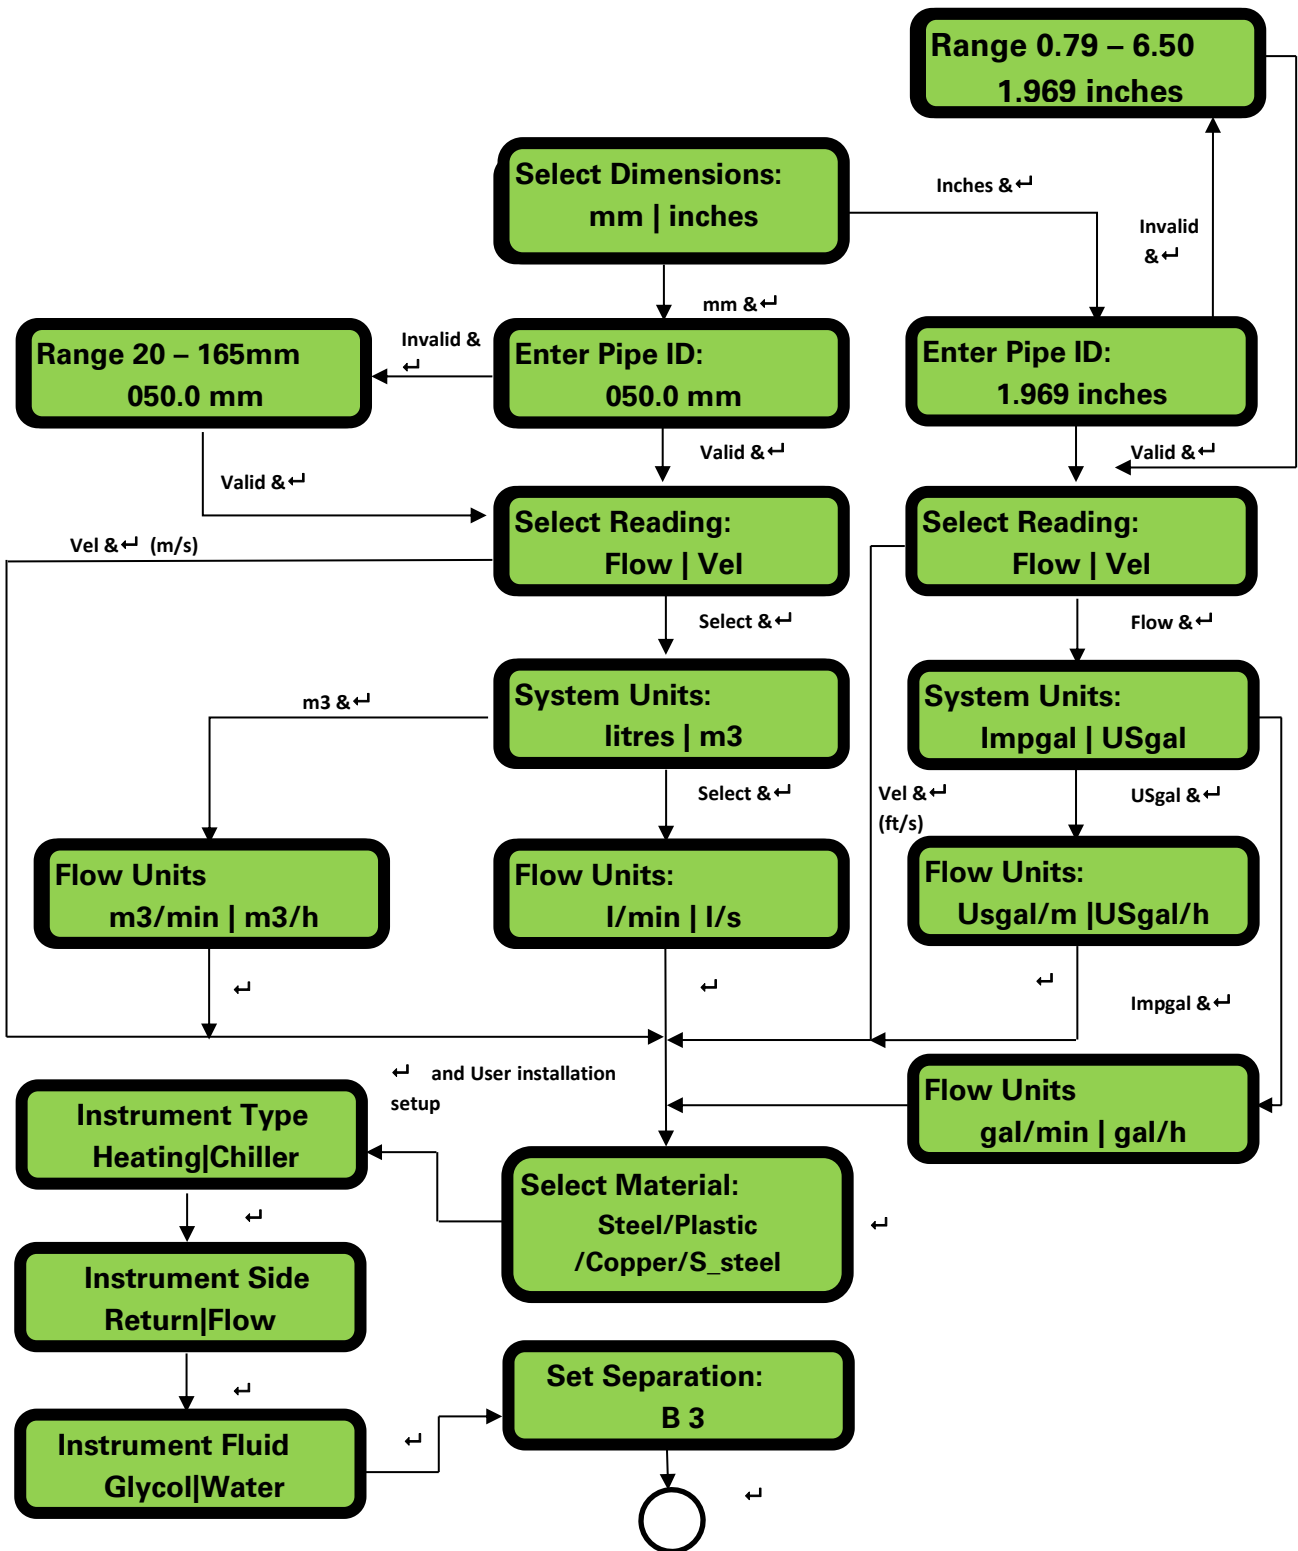 Range 0.79 – 6.50
1.969 inches
Select Dimensions:
mm | inches
Inches &↵
Invalid
&↵
mm &↵
Range 20 – 165mm
050.0 mm
Invalid &
↵
Enter Pipe ID:
050.0 mm
Enter Pipe ID:
1.969 inches
Valid &↵
Valid &↵
Valid &↵
Select Reading:
Flow | Vel
Select Reading:
Flow | Vel
Vel &↵ (m/s)
Select &↵
Flow &↵
System Units:
litres | m3
System Units:
Impgal | USgal
m3 &↵
Select &↵
Vel &↵
(ft/s)
USgal &↵
Flow Units
m3/min | m3/h
Flow Units:
l/min | l/s
Flow Units:
Usgal/m |USgal/h
↵
↵
↵
Impgal &↵
↵ and User installation
setup
Flow Units
gal/min | gal/h
Instrument Type
Heating|Chiller
Select Material:
Steel/Plastic
/Copper/S_steel
↵
↵
Instrument Side
Return|Flow
↵
Set Separation:
B 3
Instrument Fluid
Glycol|Water
↵
↵